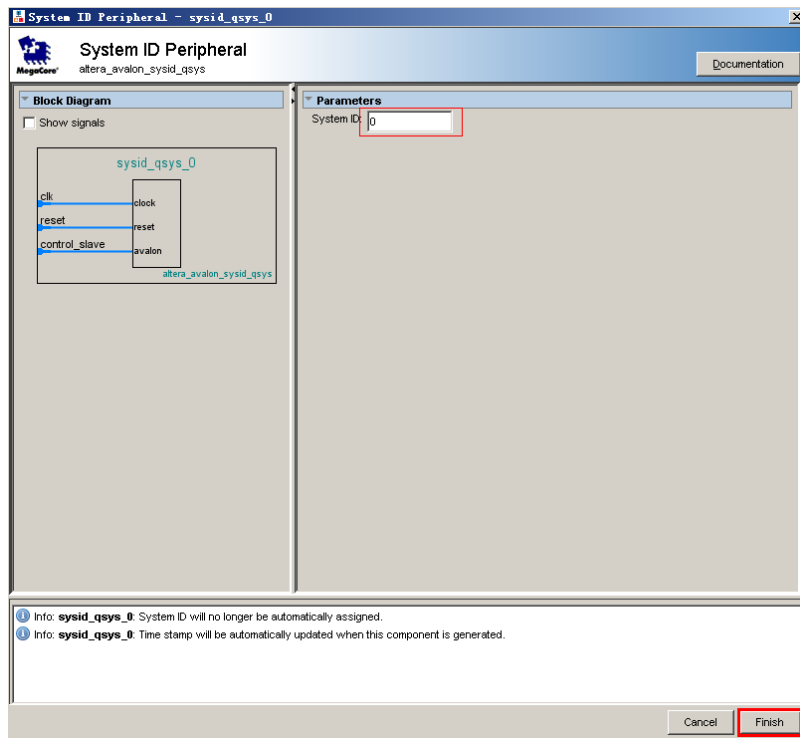 System ID Peripheral - sysid_qsys_0
System ID Peripheral
altera_avalon_sysid_qsys
MegaCore'
Documentation
Block Diagram
Show signals
sysid_qsys_0
clk
clock
reset
reset
control_slave
avalon
altera_avalon_sysid_qsys
Parameters
System ID: 0
Info: sysid_qsys_0: System ID will no longer be automatically assigned.
Info: sysid_qsys_0: Time stamp will be automatically updated when this component is generated.
Cancel Finish